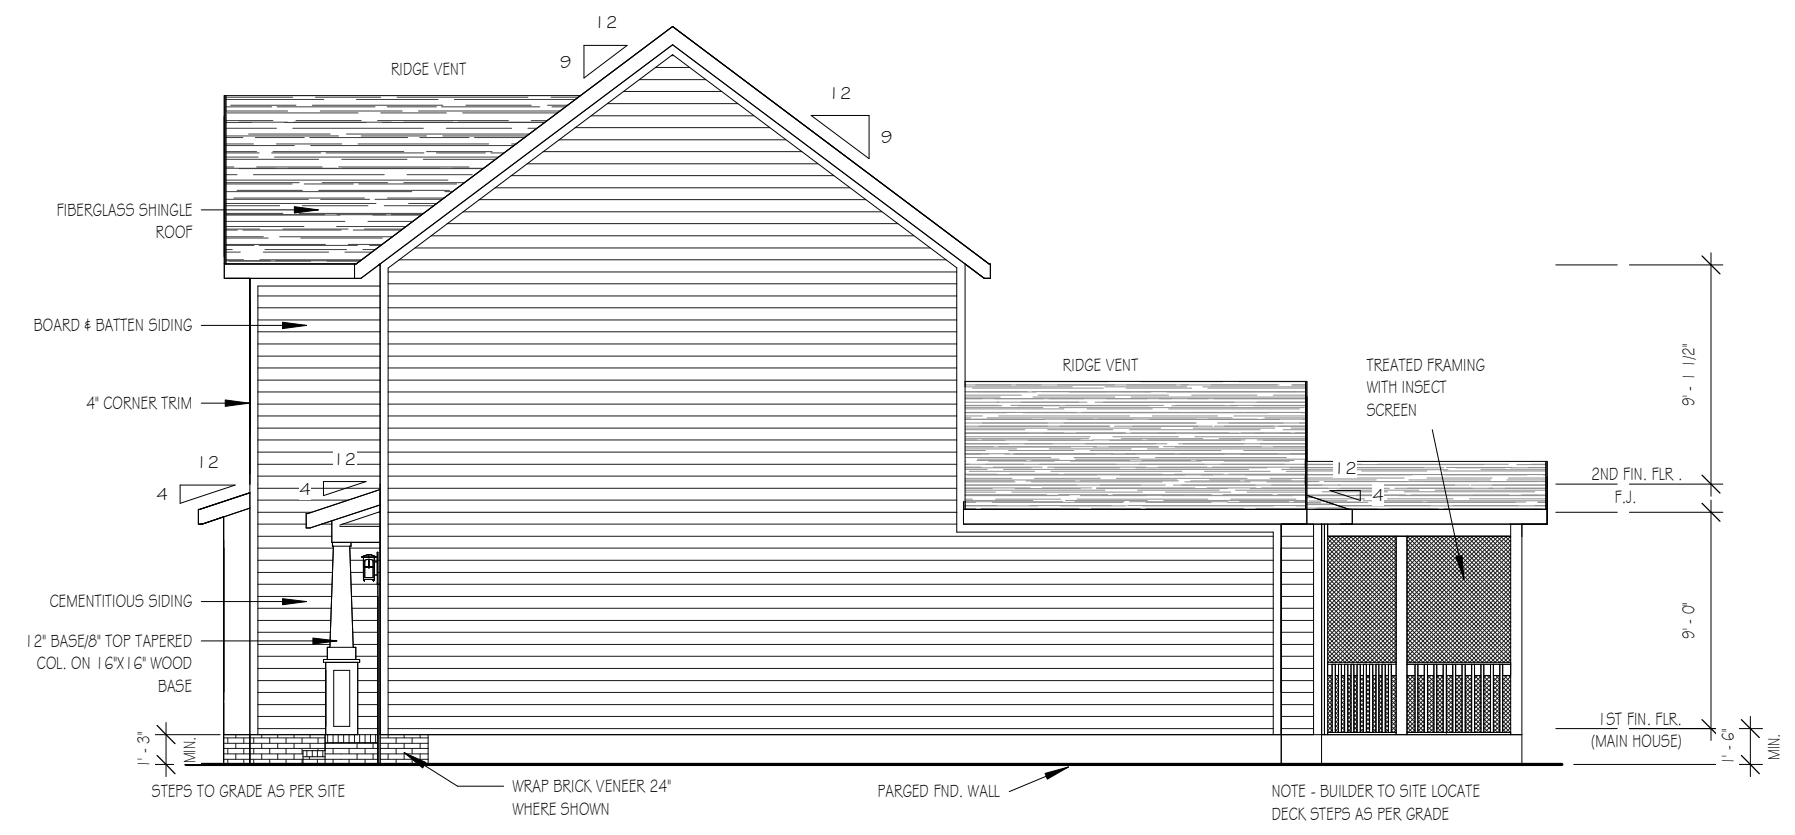 12
9
RIDGE VENT
12
9
FIBERGLASS SHINGLE
ROOF
BOARD & BATTEN SIDING
4" CORNER TRIM
12
4
12
4
CEMENTITIOUS SIDING
12" BASE/8" TOP TAPERED
COL. ON 16"X16" WOOD
BASE
1' - 3"
MIN.
STEPS TO GRADE AS PER SITE
WRAP BRICK VENEER 24"
WHERE SHOWN
PARGED FND. WALL
RIDGE VENT
TREATED FRAMING
WITH INSECT
SCREEN
12
4
9' - 1 1/2"
2ND FIN. FLR .
F.J.
9' - 0"
1ST FIN. FLR.
(MAIN HOUSE)
1' - 6"
MIN.
NOTE - BUILDER TO SITE LOCATE
DECK STEPS AS PER GRADE